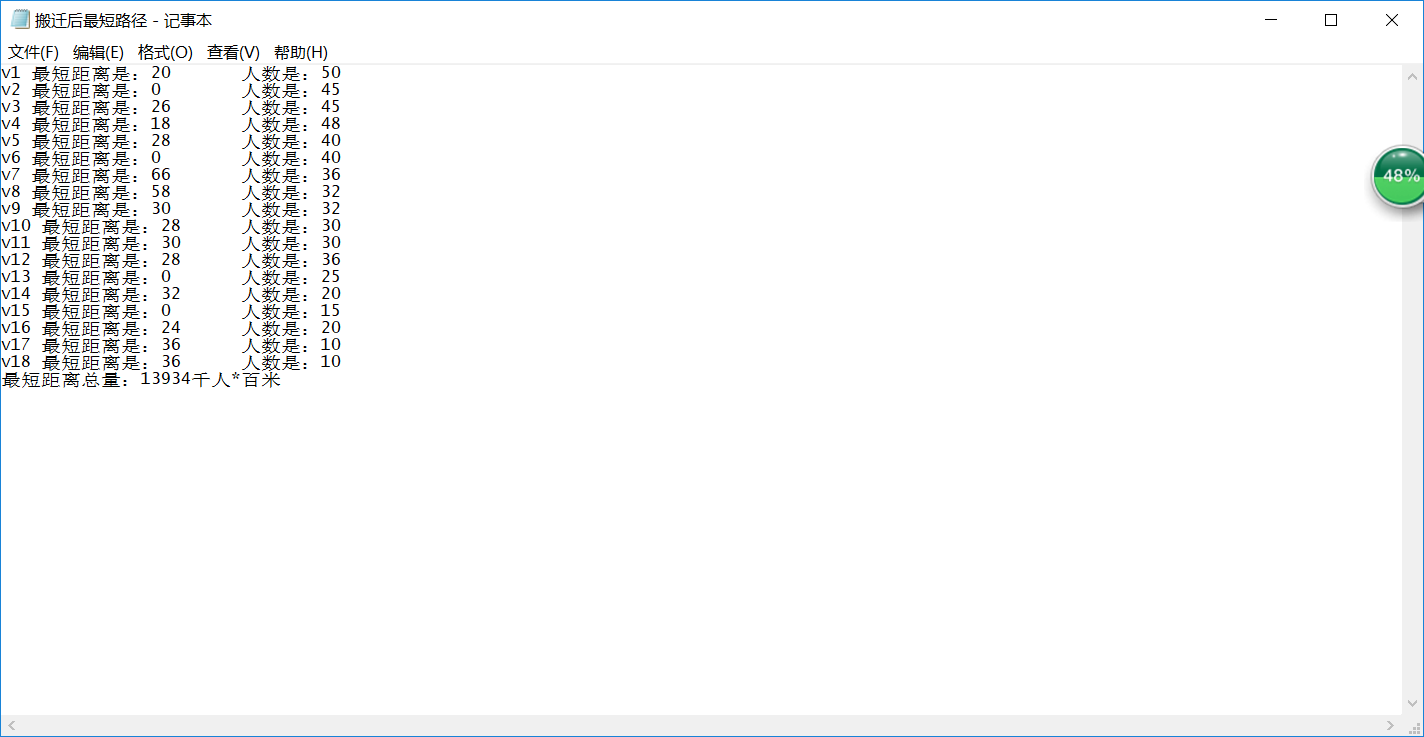 搬迁后最短路径 - 记事本
文件(F) 编辑(E) 格式(O) 查看(V) 帮助(H)
v1 最短距离是：20 人数是：50
v2 最短距离是：0 人数是：45
v3 最短距离是：26 人数是：45
v4 最短距离是：18 人数是：48
v5 最短距离是：28 人数是：40
v6 最短距离是：0 人数是：40
v7 最短距离是：66 人数是：36
v8 最短距离是：58 人数是：32
v9 最短距离是：30 人数是：32
v10 最短距离是：28 人数是：30
v11 最短距离是：30 人数是：30
v12 最短距离是：28 人数是：36
v13 最短距离是：0 人数是：25
v14 最短距离是：32 人数是：20
v15 最短距离是：0 人数是：15
v16 最短距离是：24 人数是：20
v17 最短距离是：36 人数是：10
v18 最短距离是：36 人数是：10
最短距离总量：13934千人*百米
48%